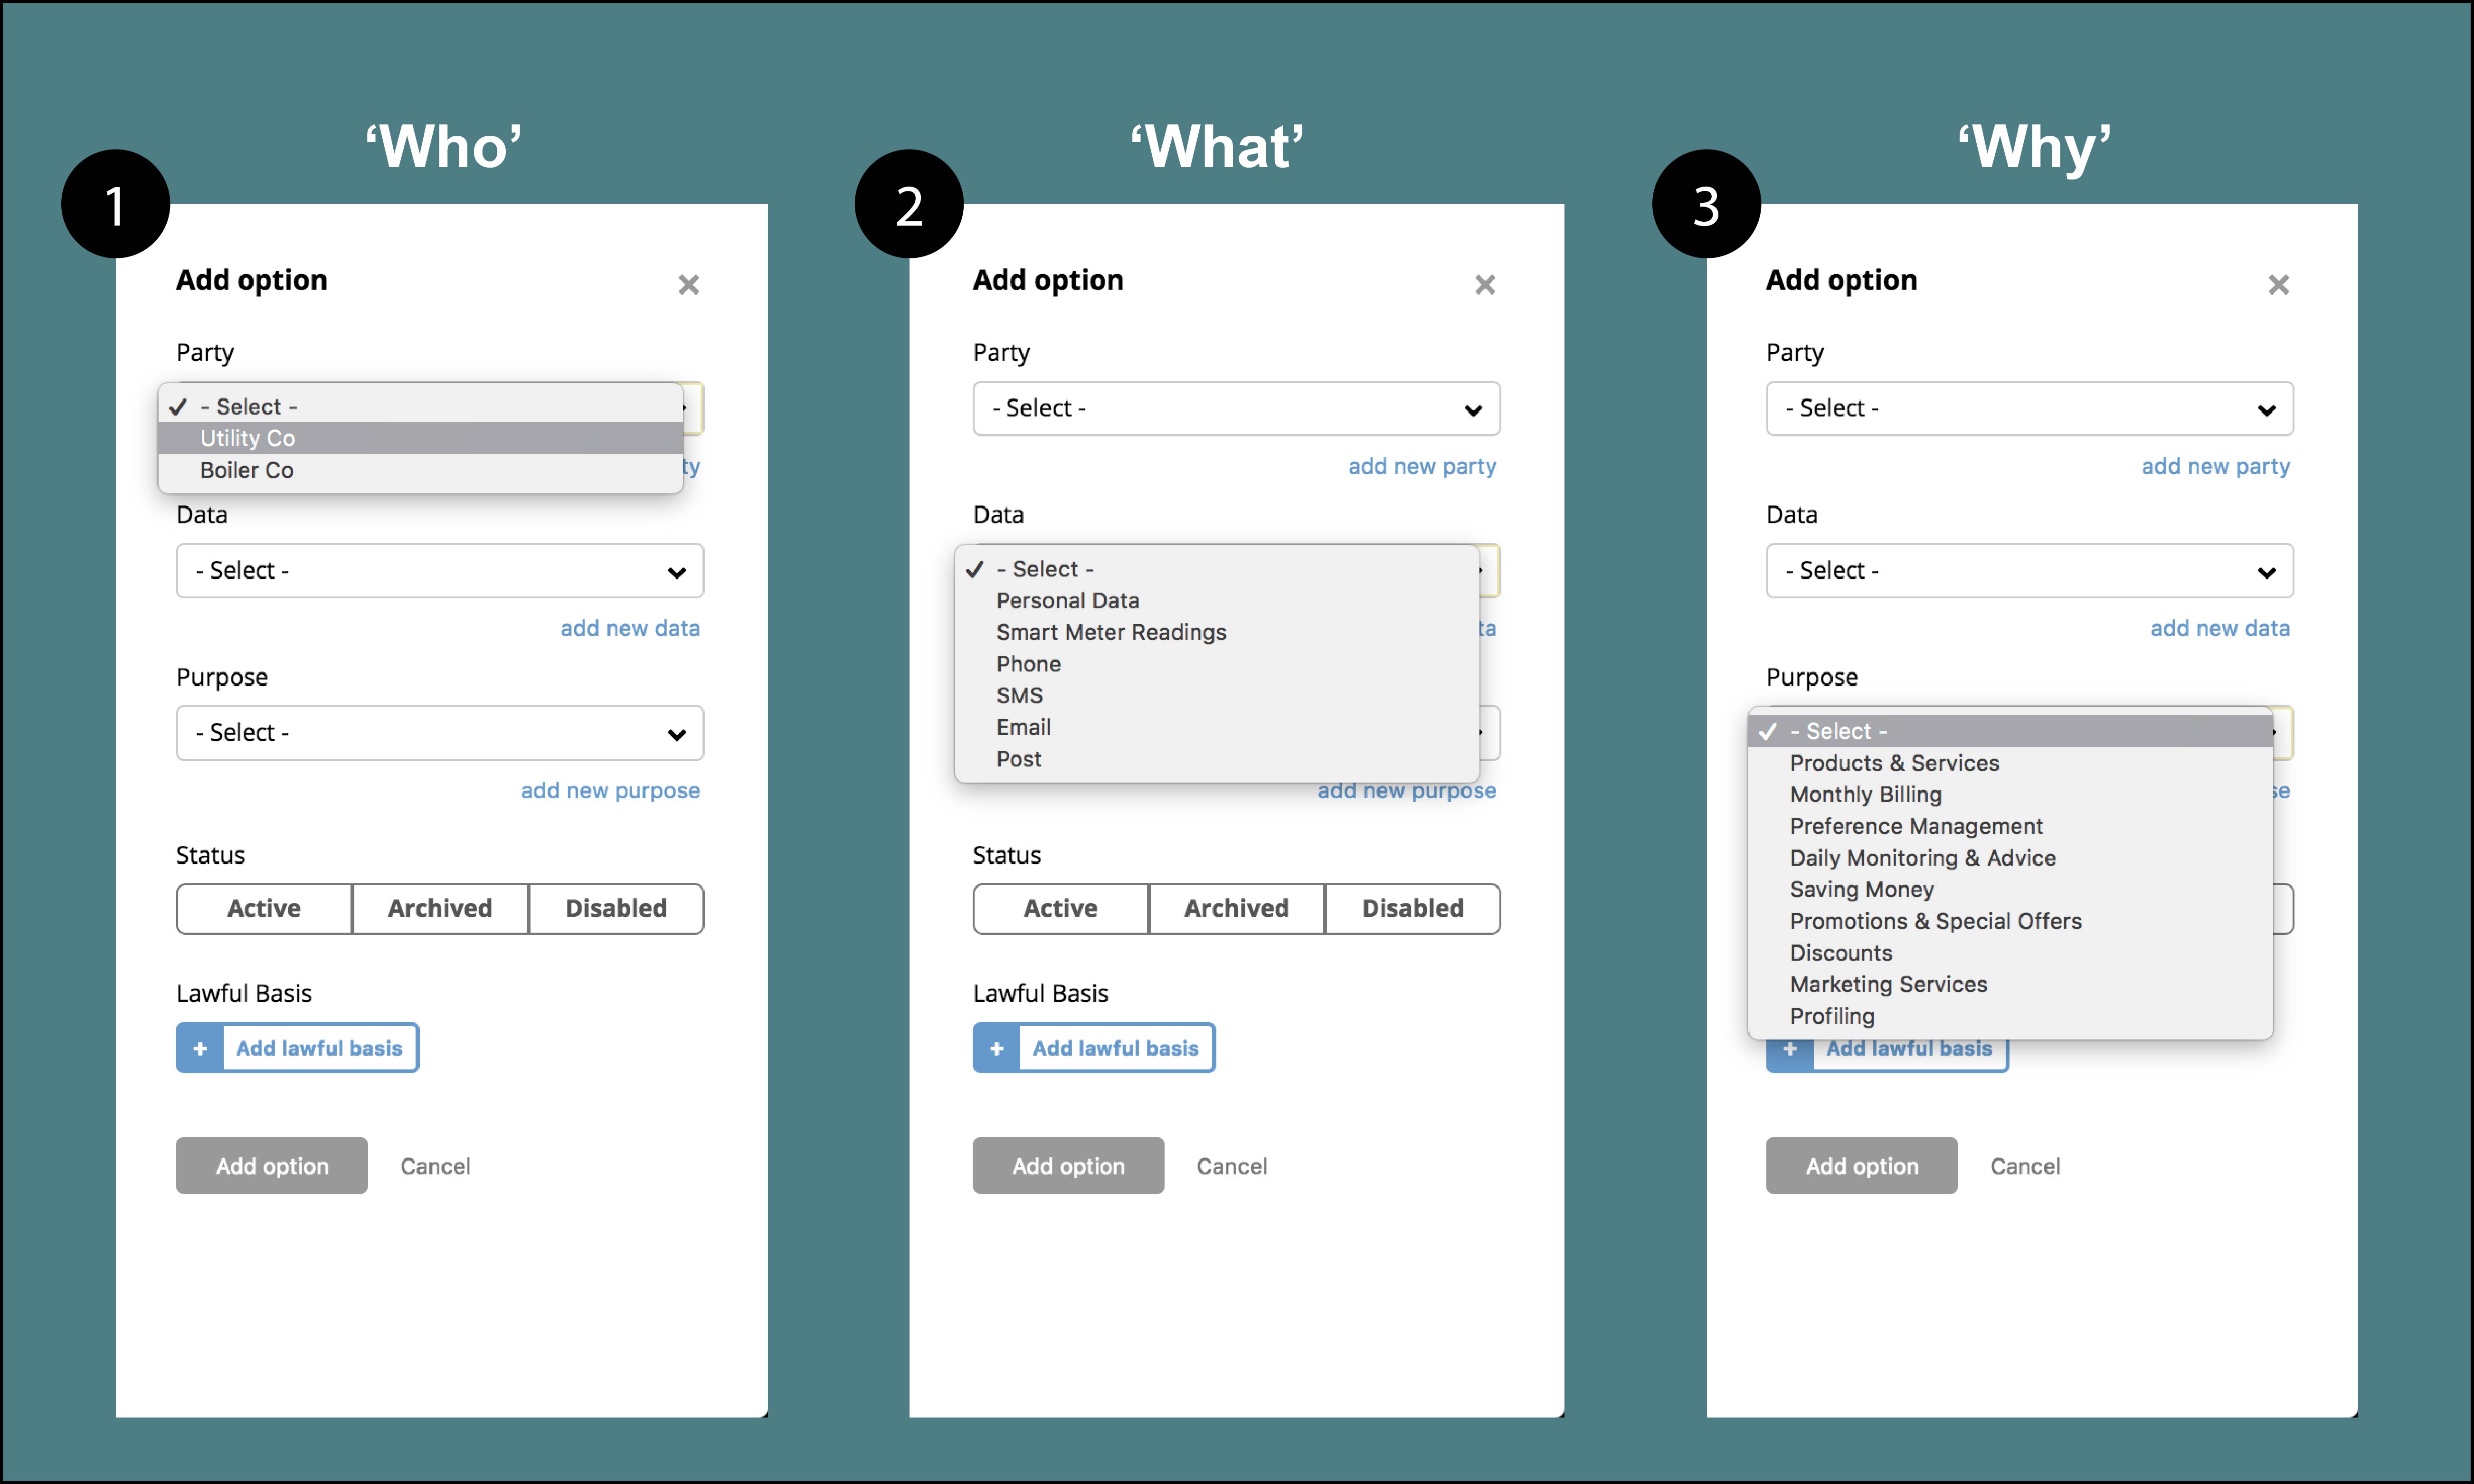 ‘Who’
1
Add option
Party
- Select -
Utility Co
Boiler Co
ty
Data
- Select -
add new data
Purpose
- Select -
add new purpose
Status
Active Archived Disabled
Lawful Basis
+ Add lawful basis
Add option Cancel
‘What’
2
Add option
Party
- Select -
add new party
Data
- Select -
Personal Data
Smart Meter Readings
ta
Phone
SMS
Email
Post
add new purpose
Status
Active Archived Disabled
Lawful Basis
+ Add lawful basis
Add option Cancel
‘Why’
3
Add option
Party
- Select -
add new party
Data
- Select -
add new data
Purpose
- Select -
Products & Services
Monthly Billing
se
Preference Management
Daily Monitoring & Advice
Saving Money
Promotions & Special Offers
Discounts
Marketing Services
Profiling
+ Add lawful basis
Add option Cancel